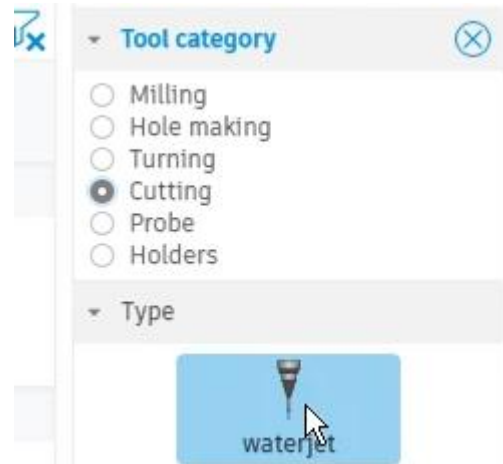 Tool category
Milling
Hole making
Turning
Cutting
Probe
Holders
Type
waterjet